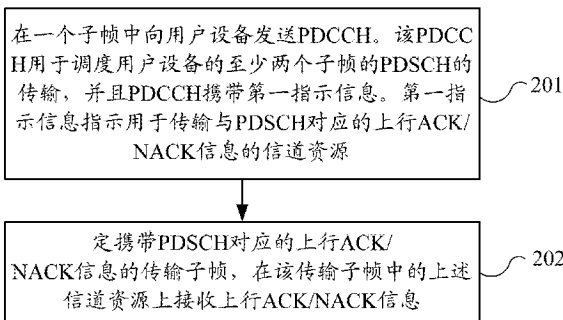 在一个子帧中向用户设备发送PDCCH。该PDCC
H用于调度用户设备的至少两个子帧的PDSCH的
传输，并且PDCCH携带第一指示信息。第一指
示信息指示用于传输与PDSCH对应的上行ACK/
NACK信息的信道资源
201
定携带PDSCH对应的上行ACK/
NACK信息的传输子帧，在该传输子帧中的上述
信道资源上接收上行ACK/NACK信息
202